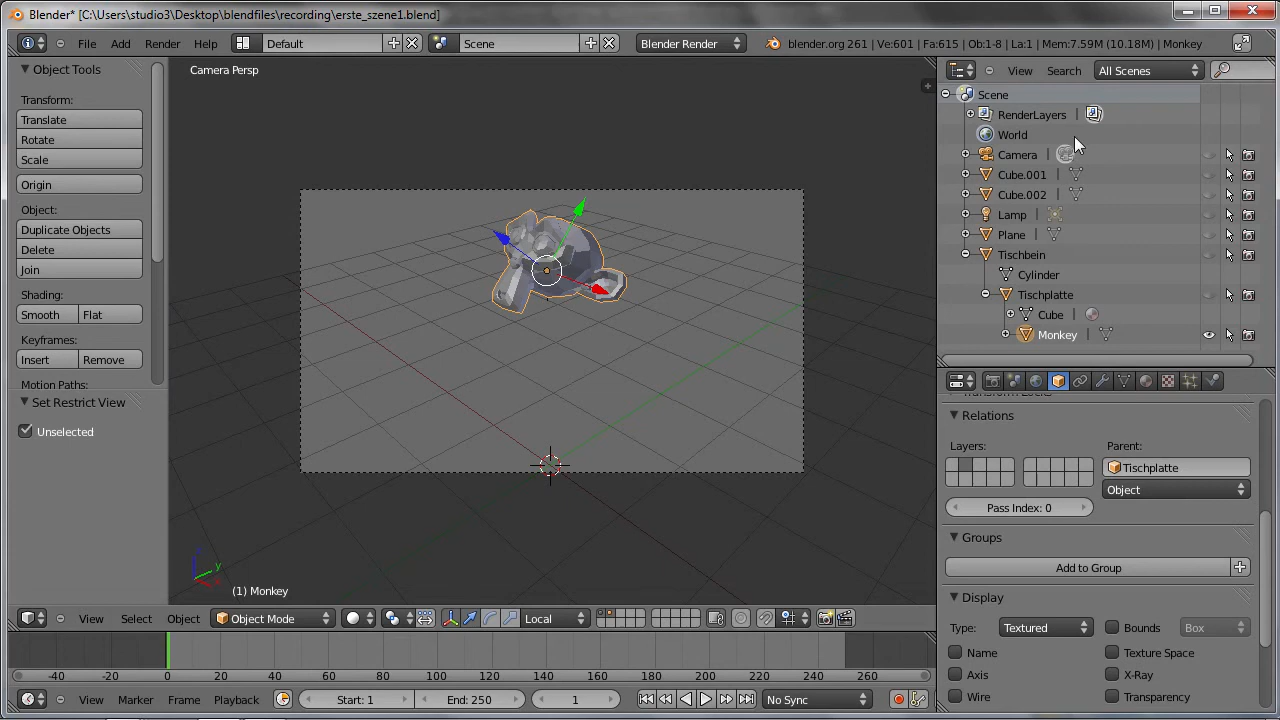 Blender* [C:\Users\studio3\Desktop\blendfiles\recording\erste_szene1.blend]
File Add Render Help Default Scene Blender Render blender.org 261 | Ve:601 | Fa:615 | Ob:1-8 | La:1 | Mem:7.59M (10.18M) | Monkey
Object Tools
Transform:
Translate
Rotate
Scale
Origin
Object:
Duplicate Objects
Delete
Join
Shading:
Smooth Flat
Keyframes:
Insert Remove
Motion Paths:
Set Restrict View
Unselected
Camera Persp
(1) Monkey
z
y
x
View Select Object Object Mode Local
-40 -20 0 20 40 60 80 100 120 140 160 180 200 220 240 260
View Marker Frame Playback Start: 1 End: 250 1 No Sync
View Search All Scenes
Scene
RenderLayers |
World
Camera |
Cube.001 |
Cube.002 |
Lamp |
Plane |
Tischbein
Cylinder
Tischplatte
Cube |
Monkey |
Relations
Layers: Parent:
Tischplatte
Object
Pass Index: 0
Groups
Add to Group
Display
Type: Textured Bounds Box
Name Texture Space
Axis X-Ray
Wire Transparency